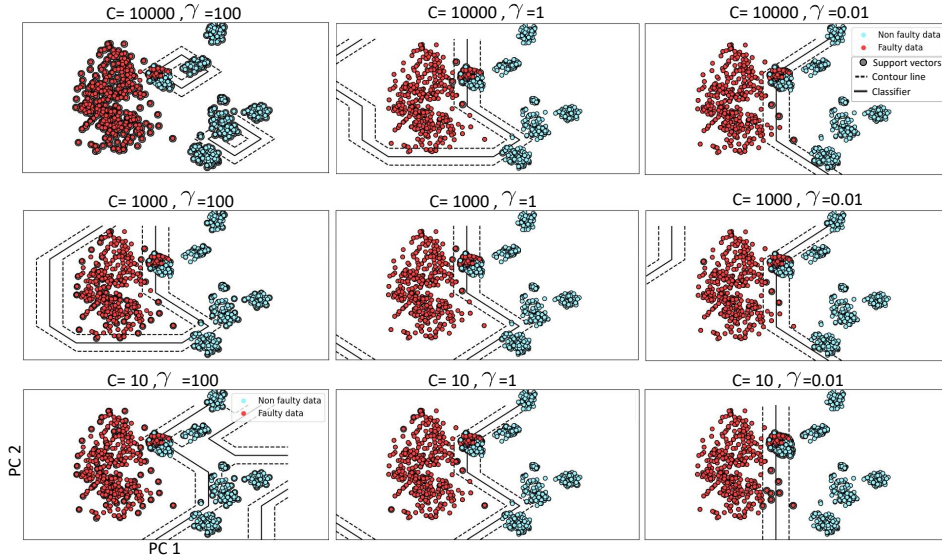 C= 10000 , γ=100
C= 10000 , γ=1
C= 10000 , γ=0.01
Non faulty data
Faulty data
Support vectors
Contour line
Classifier
C= 1000 , γ=100
C= 1000 , γ=1
C= 1000 , γ=0.01
C= 10 ,γ =100
C= 10 ,γ=1
C= 10 ,γ=0.01
Non faulty data
Faulty data
PC 2
PC 1